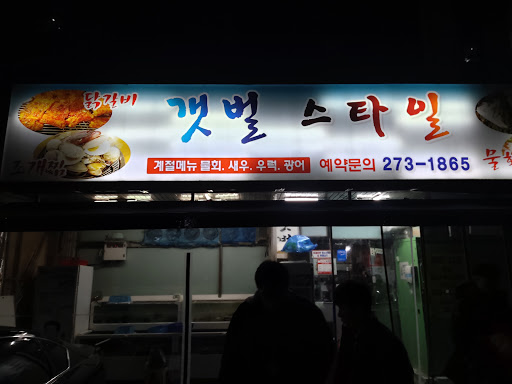 닭갈비
갯벌 스타일
조개찜
계절메뉴 물회, 새우, 우럭, 광어
예약문의 273-1865